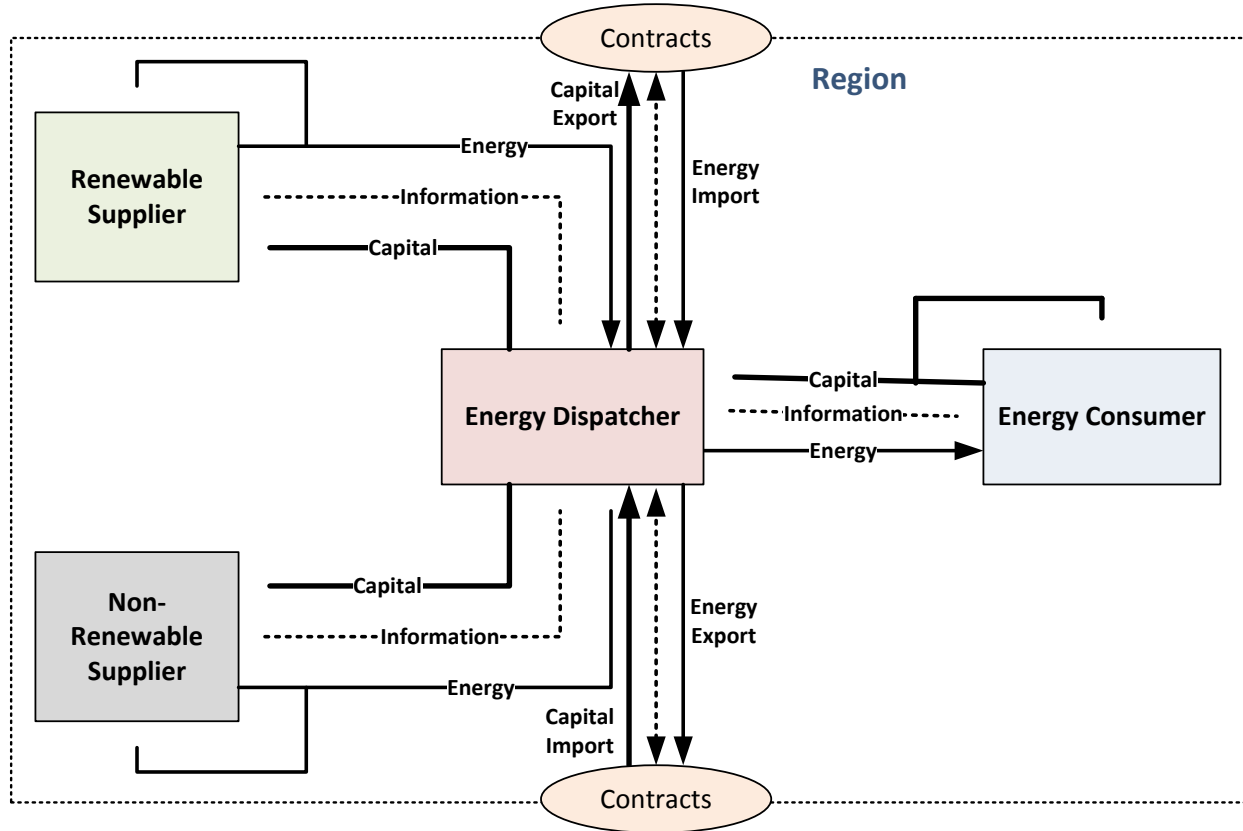 Contracts
Region
Capital
Export
Energy
Import
Renewable
Supplier
Energy
Information
Capital
Energy Dispatcher
Capital
Information
Energy
Energy Consumer
Non-
Renewable
Supplier
Capital
Information
Energy
Energy
Export
Capital
Import
Contracts